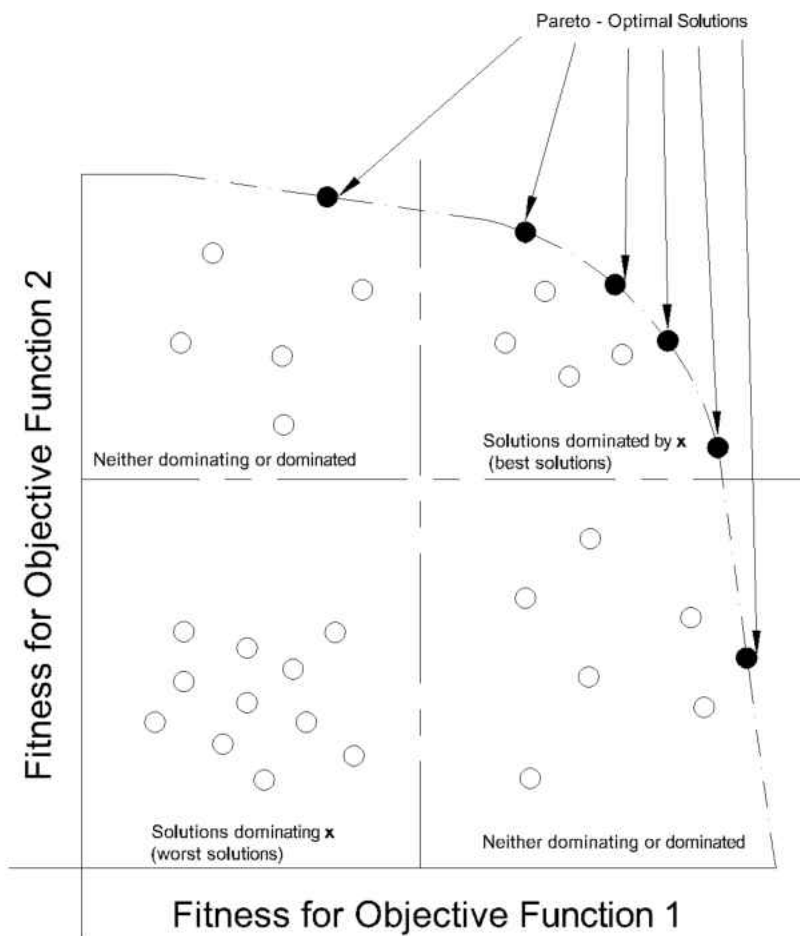 Pareto - Optimal Solutions
Fitness for Objective Function 2
Neither dominating or dominated
Solutions dominated by x
(best solutions)
Solutions dominating x
(worst solutions)
Neither dominating or dominated
Fitness for Objective Function 1